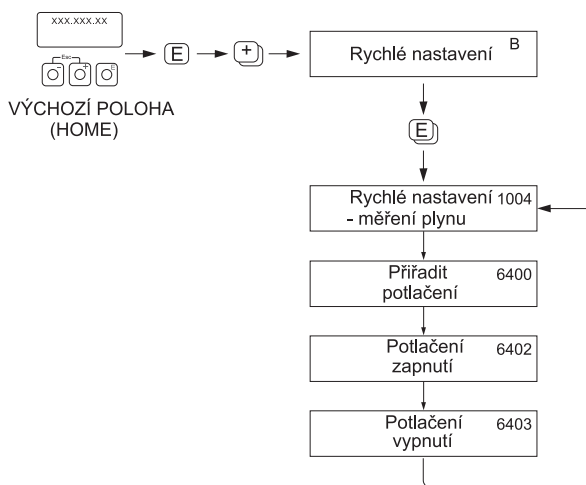 XXX.XXX.XX
Esc
- + E
VÝCHOZÍ POLOHA
(HOME)
E
+
Rychlé nastavení B
E
Rychlé nastavení 1004
- měření plynu
Přiřadit 6400
potlačení
Potlačení 6402
zapnutí
Potlačení 6403
vypnutí